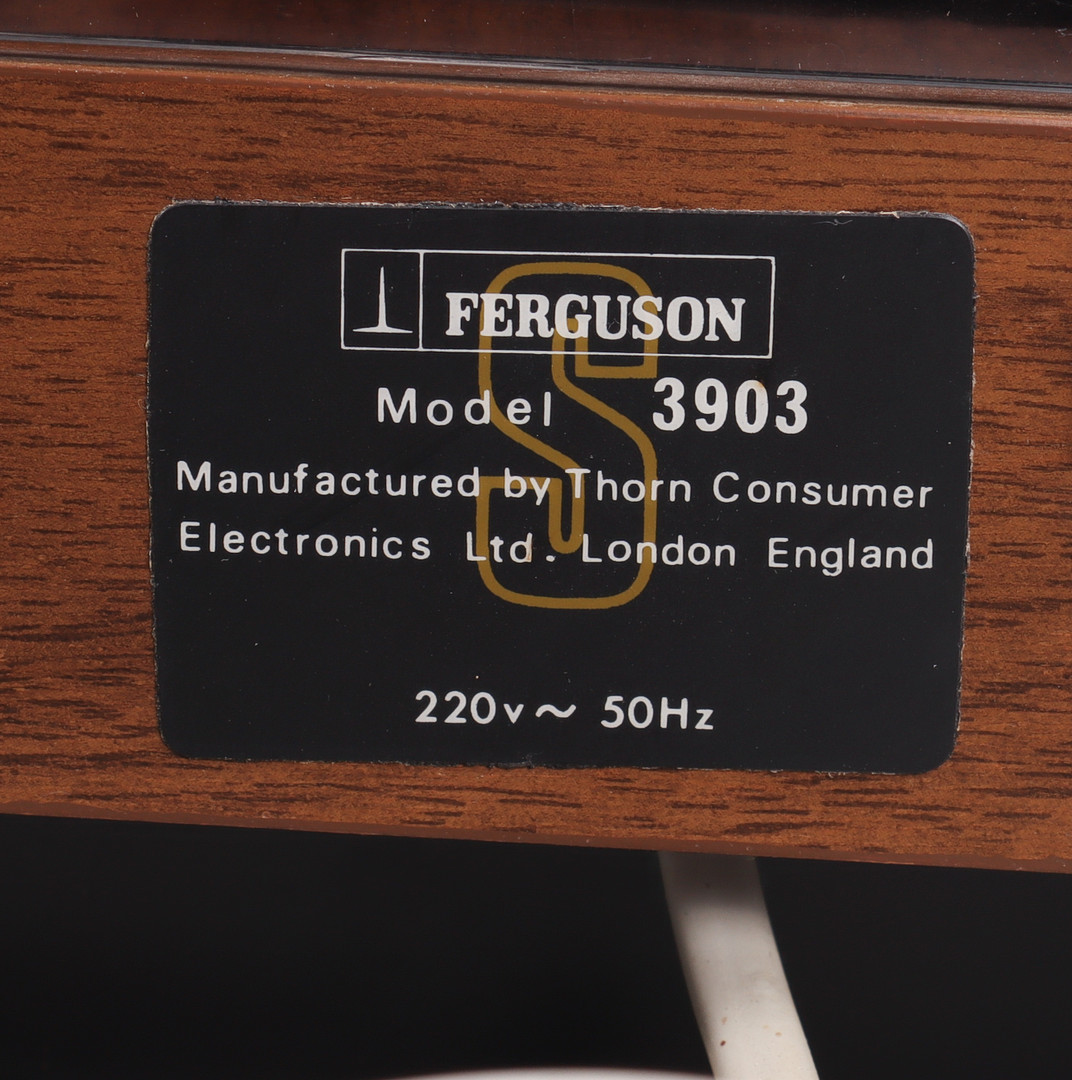 FERGUSON
S
Model 3903
Manufactured by Thorn Consumer
Electronics Ltd. London England
220v~ 50Hz